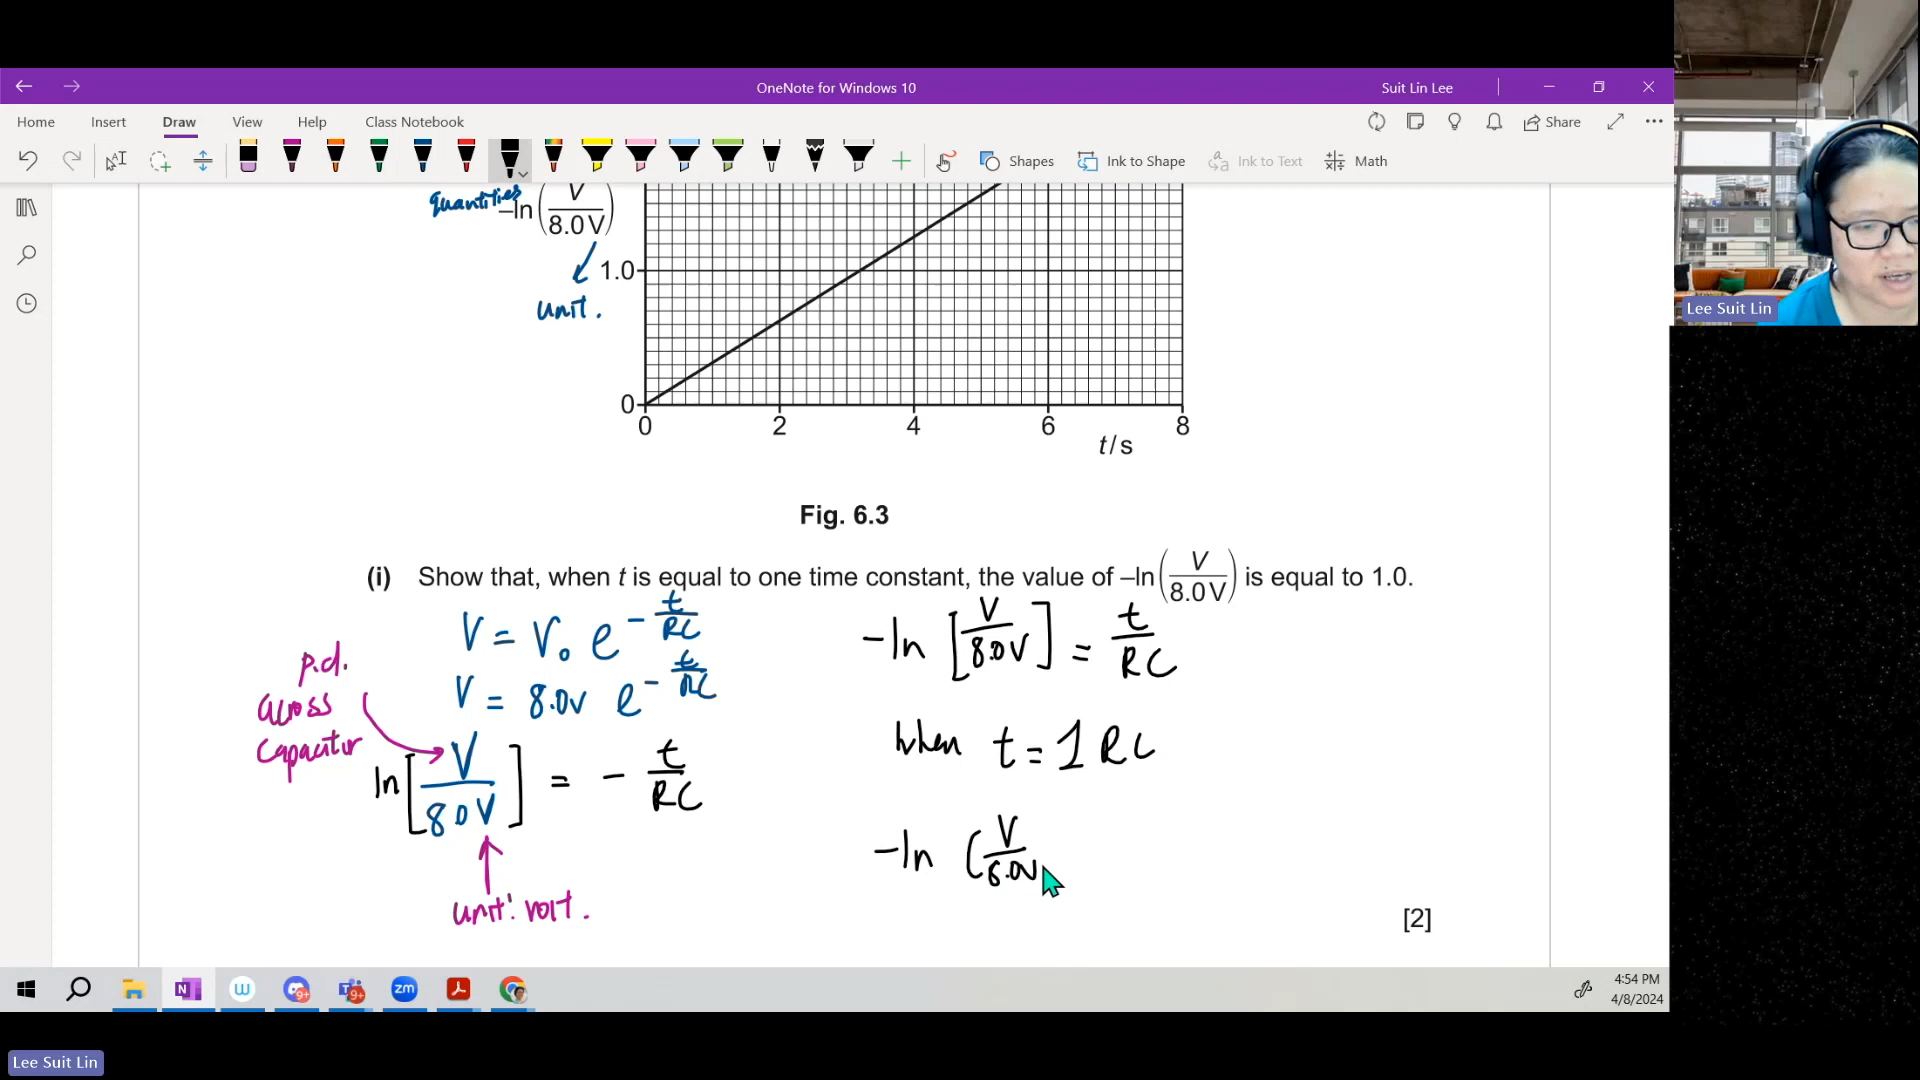 OneNote for Windows 10
Suit Lin Lee
Home Insert Draw View Help Class Notebook
Share
Shapes Ink to Shape Ink to Text Math
quantities
–ln(V/8.0V)
unit.
1.0
0
0 2 4 6 8
t/s
Fig. 6.3
(i) Show that, when t is equal to one time constant, the value of –ln(V/8.0V) is equal to 1.0.
V = V₀ e^(-t/RC)
V = 8.0V e^(-t/RC)
p.d.
across
capacitor
ln[V/8.0V] = - t/RC
unit: volt.
-ln [V/8.0V] = t/RC
when t = 1 RC
-ln (V/8.0V
[2]
9+
9+
W
zm
4:54 PM
4/8/2024
Lee Suit Lin
Lee Suit Lin